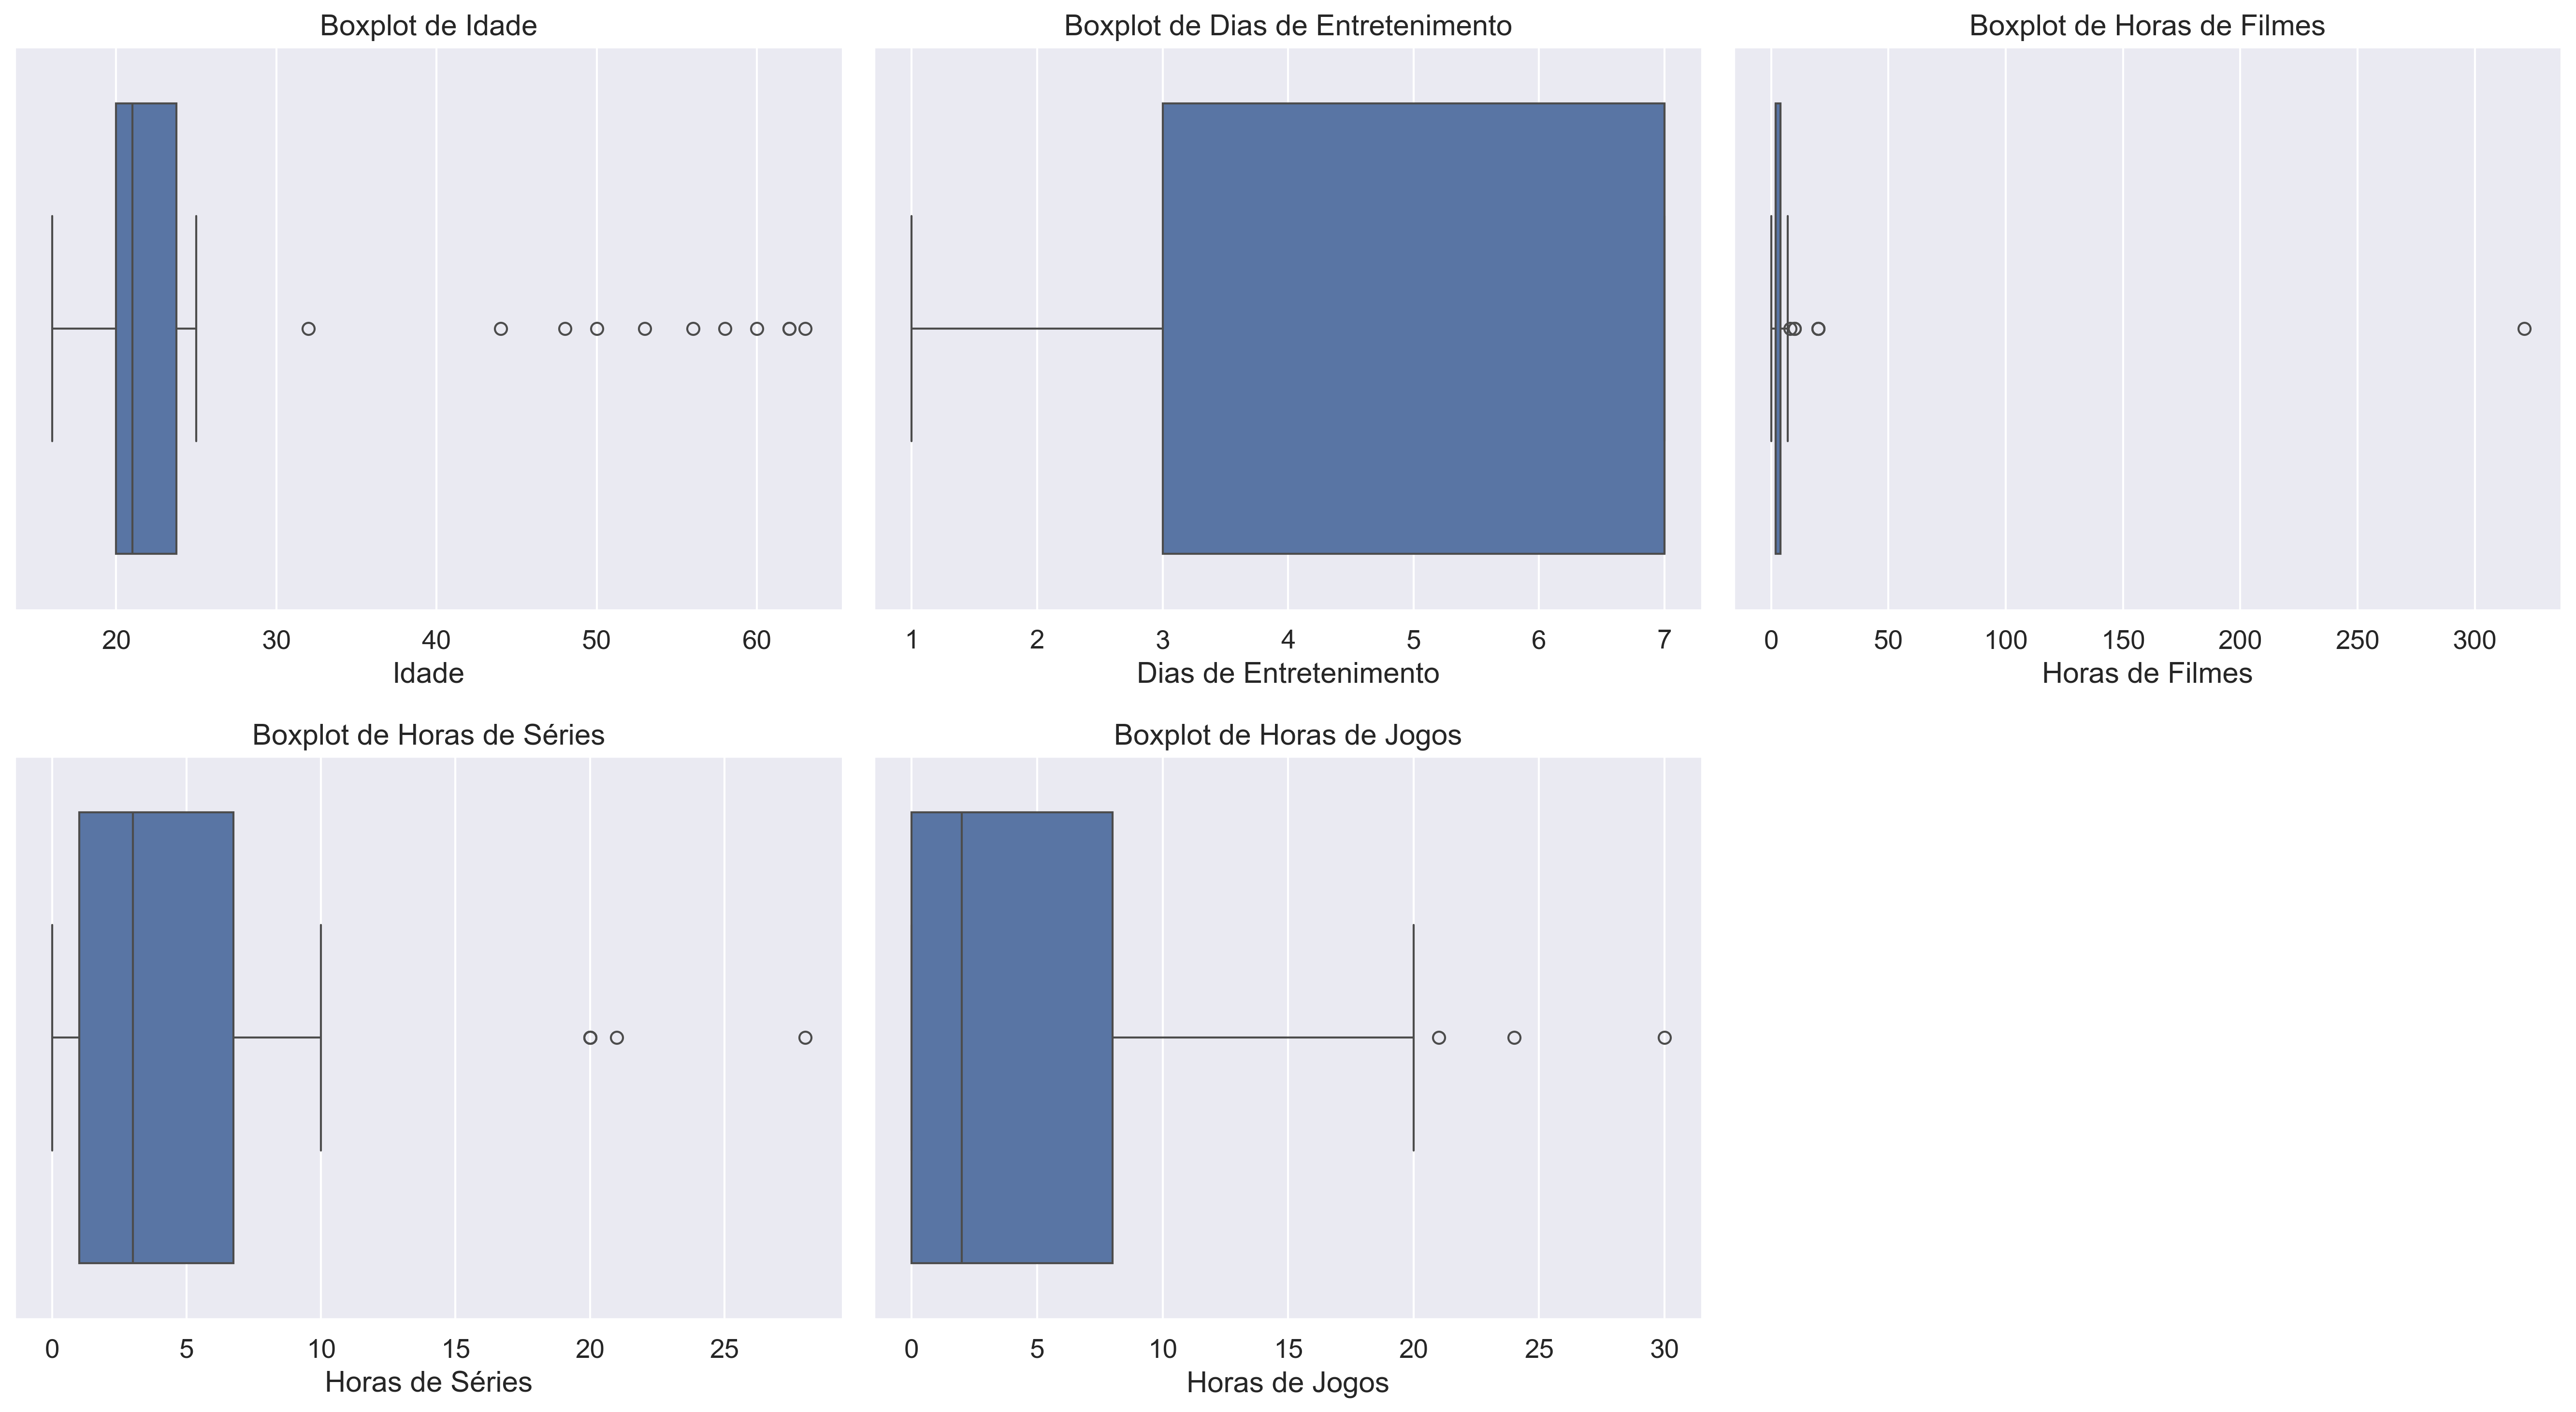 Boxplot de Idade
20 30 40 50 60
Idade
Boxplot de Dias de Entretenimento
1 2 3 4 5 6 7
Dias de Entretenimento
Boxplot de Horas de Filmes
0 50 100 150 200 250 300
Horas de Filmes
Boxplot de Horas de Séries
0 5 10 15 20 25
Horas de Séries
Boxplot de Horas de Jogos
0 5 10 15 20 25 30
Horas de Jogos